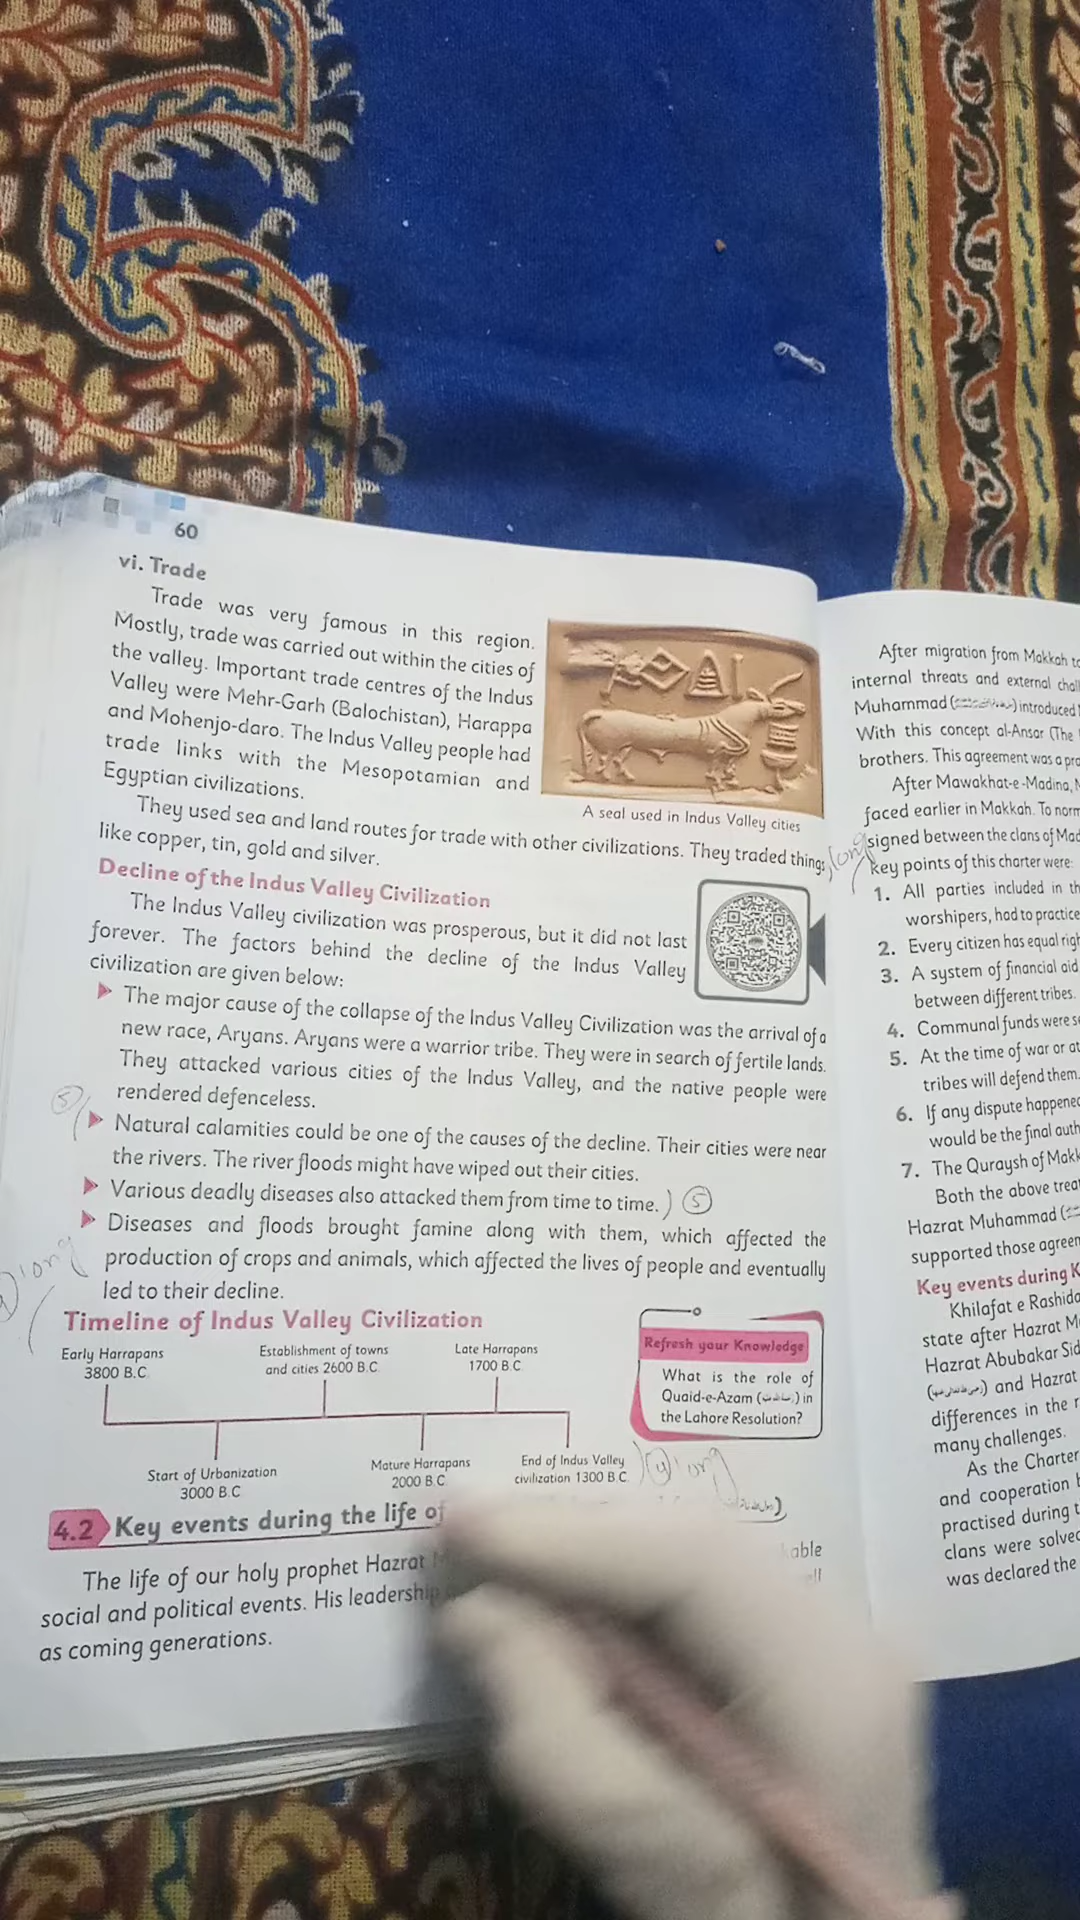 60
vi. Trade
Trade was very famous in this region.
Mostly, trade was carried out within the cities of
the valley. Important trade centres of the Indus
Valley were Mehr-Garh (Balochistan), Harappa
and Mohenjo-daro. The Indus Valley people had
trade links with the Mesopotamian and
Egyptian civilizations.
A seal used in Indus Valley cities
They used sea and land routes for trade with other civilizations. They traded things
like copper, tin, gold and silver.
Decline of the Indus Valley Civilization
The Indus Valley civilization was prosperous, but it did not last
forever. The factors behind the decline of the Indus Valley
civilization are given below:
The major cause of the collapse of the Indus Valley Civilization was the arrival of a
new race, Aryans. Aryans were a warrior tribe. They were in search of fertile lands.
They attacked various cities of the Indus Valley, and the native people were
rendered defenceless.
5
Natural calamities could be one of the causes of the decline. Their cities were near
the rivers. The river floods might have wiped out their cities.
Various deadly diseases also attacked them from time to time. ) 5
Diseases and floods brought famine along with them, which affected the
production of crops and animals, which affected the lives of people and eventually
led to their decline.
long
Timeline of Indus Valley Civilization
Early Harrapans
3800 B.C.
Establishment of towns
and cities 2600 B.C.
Late Harrapans
1700 B.C.
Start of Urbanization
3000 B.C
Mature Harrapans
2000 B.C.
End of Indus Valley
civilization 1300 B.C.
Refresh your Knowledge
What is the role of
Quaid-e-Azam in
the Lahore Resolution?
long
4.2 Key events during the life of
The life of our holy prophet Hazrat
social and political events. His leadership
as coming generations.
able
ell
After migration from Makkah to
internal threats and external chall
Muhammad introduced
With this concept al-Ansar (The
brothers. This agreement was a pro
After Mawakhat-e-Madina,
faced earlier in Makkah. To norm
signed between the clans of Mad
key points of this charter were:
long
1. All parties included in th
worshipers, had to practice
2. Every citizen has equal righ
3. A system of financial aid
between different tribes.
4. Communal funds were se
5. At the time of war or at
tribes will defend them.
6. If any dispute happened
would be the final auth
7. The Quraysh of Makk
Both the above trea
Hazrat Muhammad
supported those agreem
Key events during K
Khilafat e Rashida
state after Hazrat M
Hazrat Abubakar Sid
and Hazrat
differences in the r
many challenges.
As the Charter
and cooperation b
practised during t
clans were solved
was declared the